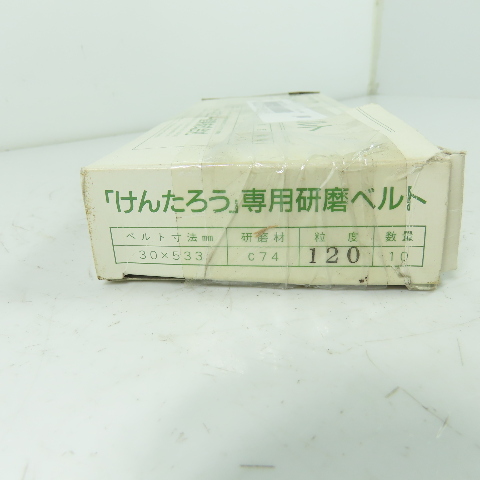 「けんたろう」専用研磨ベルト
ベルト寸法mm 研磨材 粒度 数量
30×533 C74 120 10